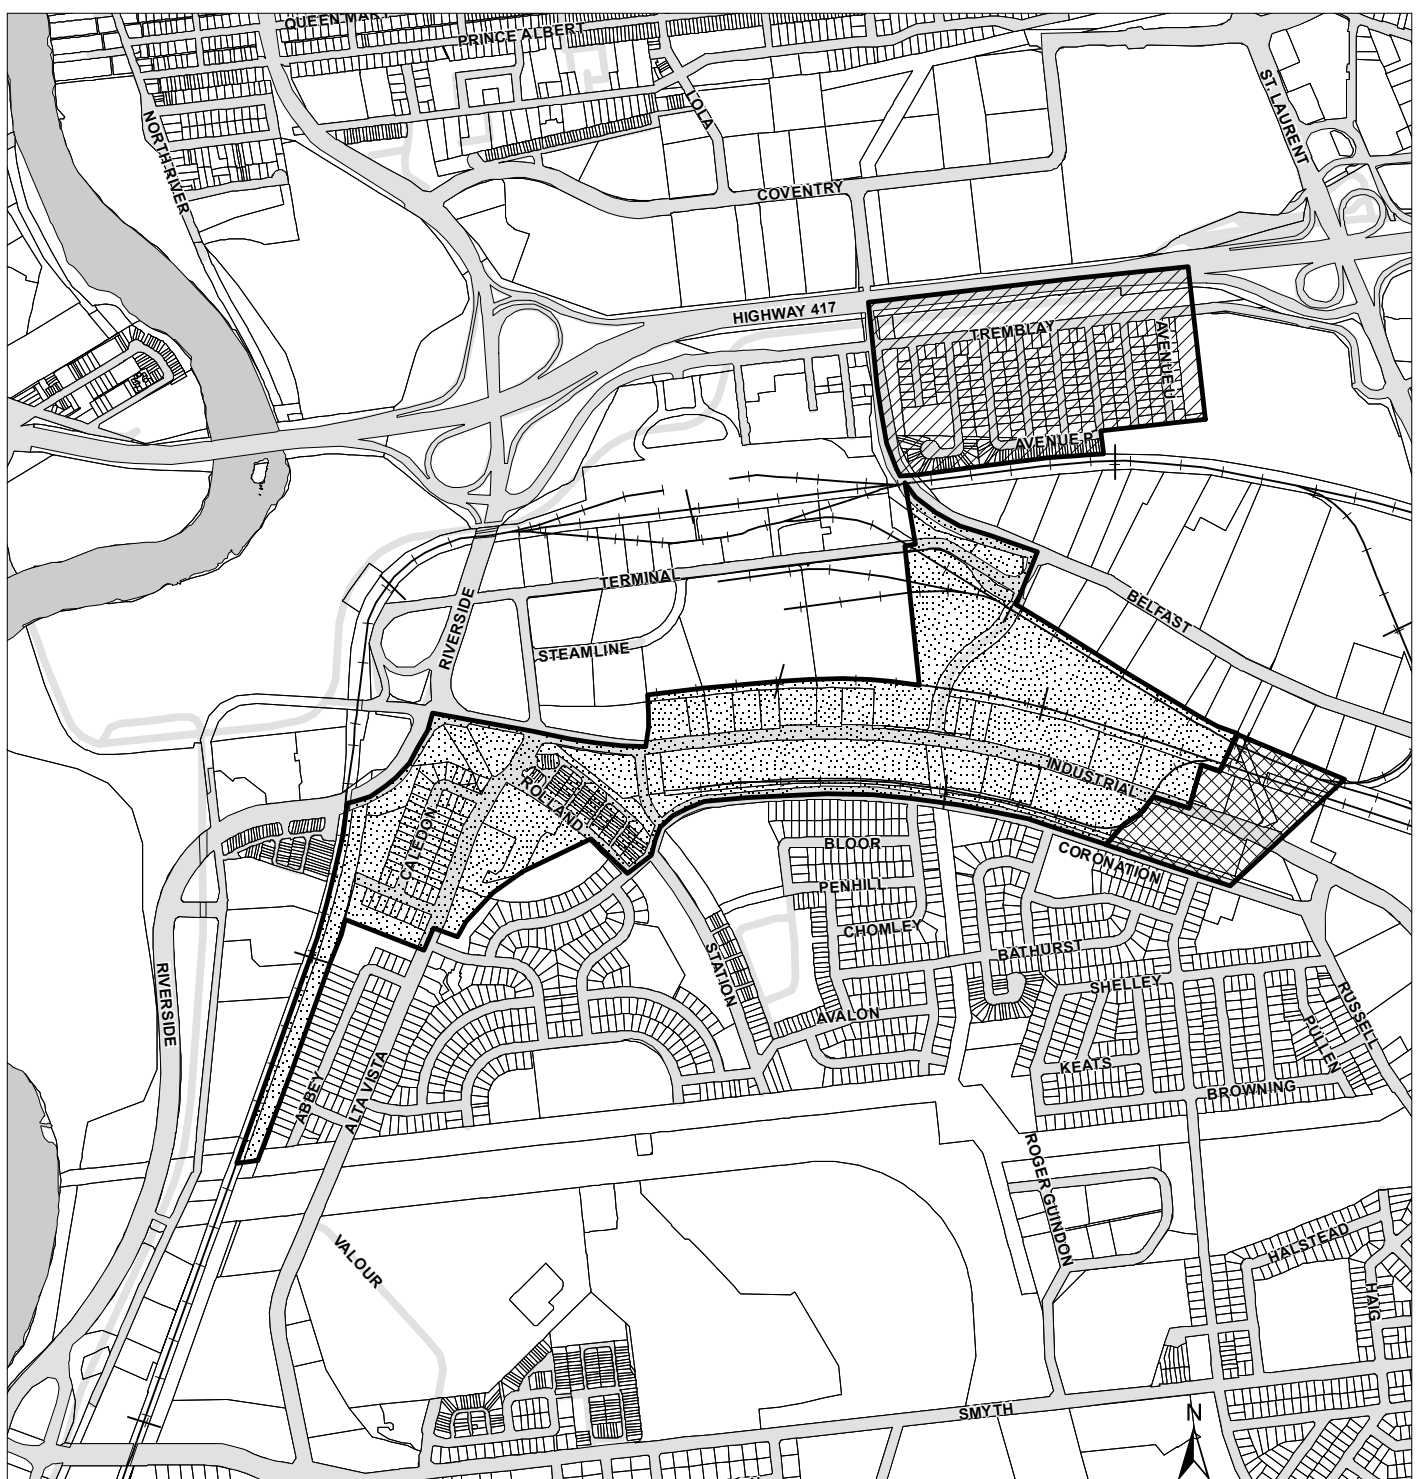 QUEEN MARY
PRINCE ALBERT
ST. LAURENT
LOLA
NORTH RIVER
COVENTRY
HIGHWAY 417
TREMBLAY
AVENUE U
AVENUE R
TERMINAL
BELFAST
RIVERSIDE
STEAMLINE
INDUSTRIAL
ROLLAND
CALEDON
BLOOR
CORONATION
PENHILL
CHOMLEY
BATHURST
STATION
SHELLEY
RIVERSIDE
AVALON
RUSSELL
PULLEN
KEATS
ABBEY
ALTA VISTA
BROWNING
ROGER GUINDON
VALOUR
HALSTEAD
HAIG
SMYTH
N